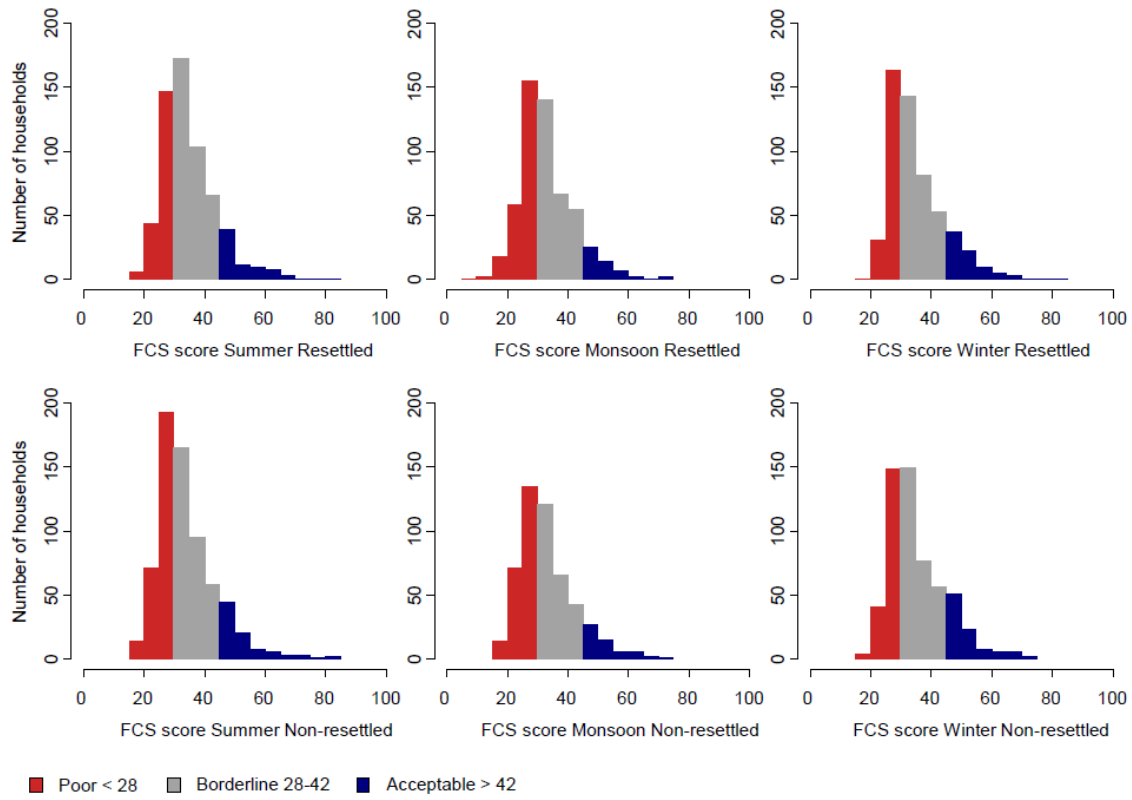 Number of households
0 50 100 150 200
0 20 40 60 80 100
FCS score Summer Resettled
0 50 100 150 200
0 20 40 60 80 100
FCS score Monsoon Resettled
0 50 100 150 200
0 20 40 60 80 100
FCS score Winter Resettled
Number of households
0 50 100 150 200
0 20 40 60 80 100
FCS score Summer Non-resettled
0 50 100 150 200
0 20 40 60 80 100
FCS score Monsoon Non-resettled
0 50 100 150 200
0 20 40 60 80 100
FCS score Winter Non-resettled
Poor < 28 Borderline 28-42 Acceptable > 42